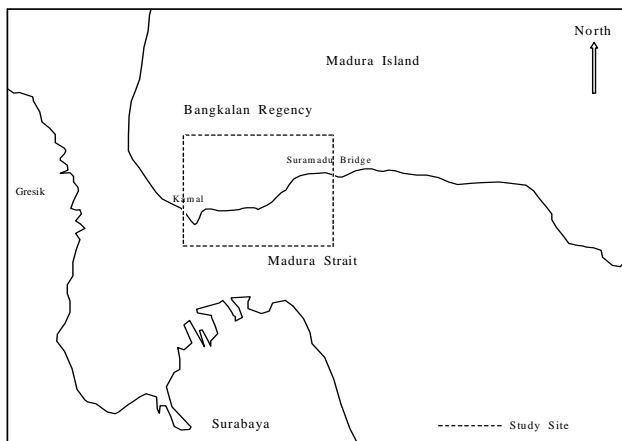 North
Madura Island
Bangkalan Regency
Suramadu Bridge
Gresik
Kamal
Madura Strait
Surabaya
Study Site